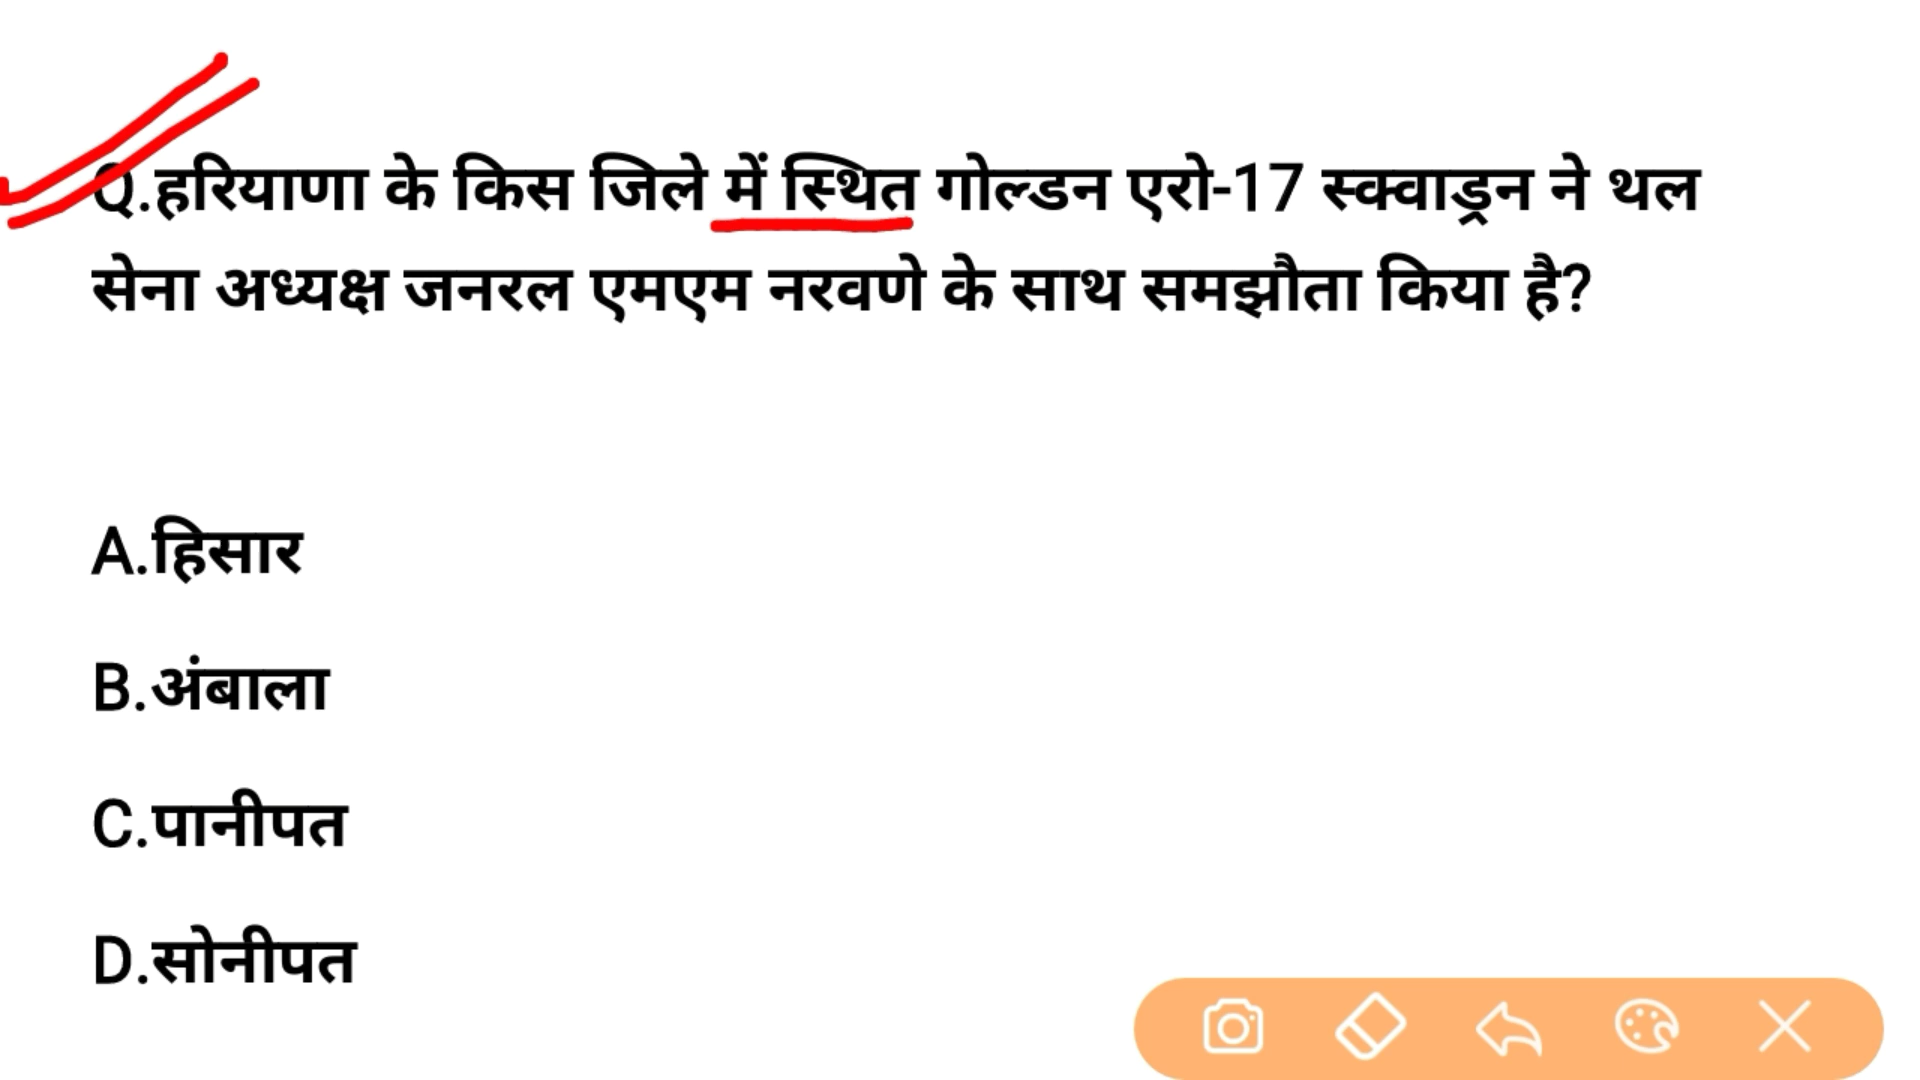 Q.हरियाणा के किस जिले में स्थित गोल्डन एरो-17 स्क्वाड्रन ने थल
सेना अध्यक्ष जनरल एमएम नरवणे के साथ समझौता किया है?
A.हिसार
B.अंबाला
C.पानीपत
D.सोनीपत